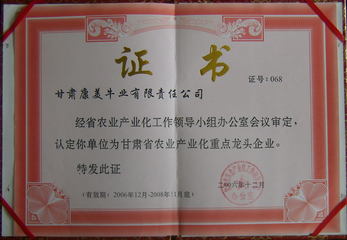 证书
证号:068
甘肃康美牛业有限责任公司
经省农业产业化工作领导小组办公室会议审定,
认定你单位为甘肃省农业产业化重点龙头企业。
特发此证
二〇〇六年十二月
(有效期: 2006年12月-2008年11月底)